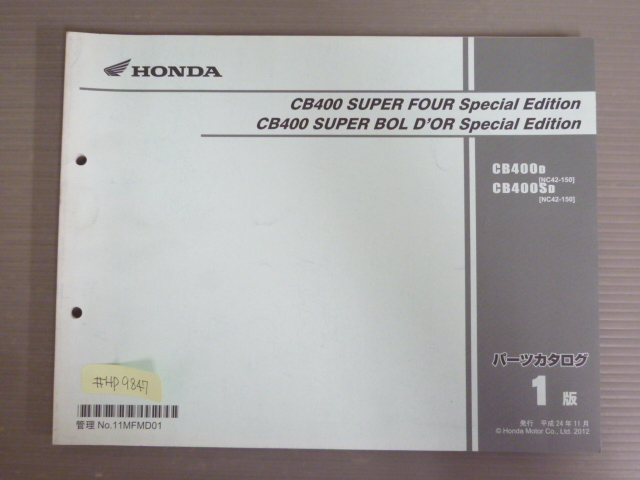 HONDA
CB400 SUPER FOUR Special Edition
CB400 SUPER BOL D'OR Special Edition
CB400D
[NC42-150]
CB400SD
[NC42-150]
パーツカタログ
1 版
発行 平成24年11月
© Honda Motor Co., Ltd. 2012
#HP9847
管理 No.11MFMD01